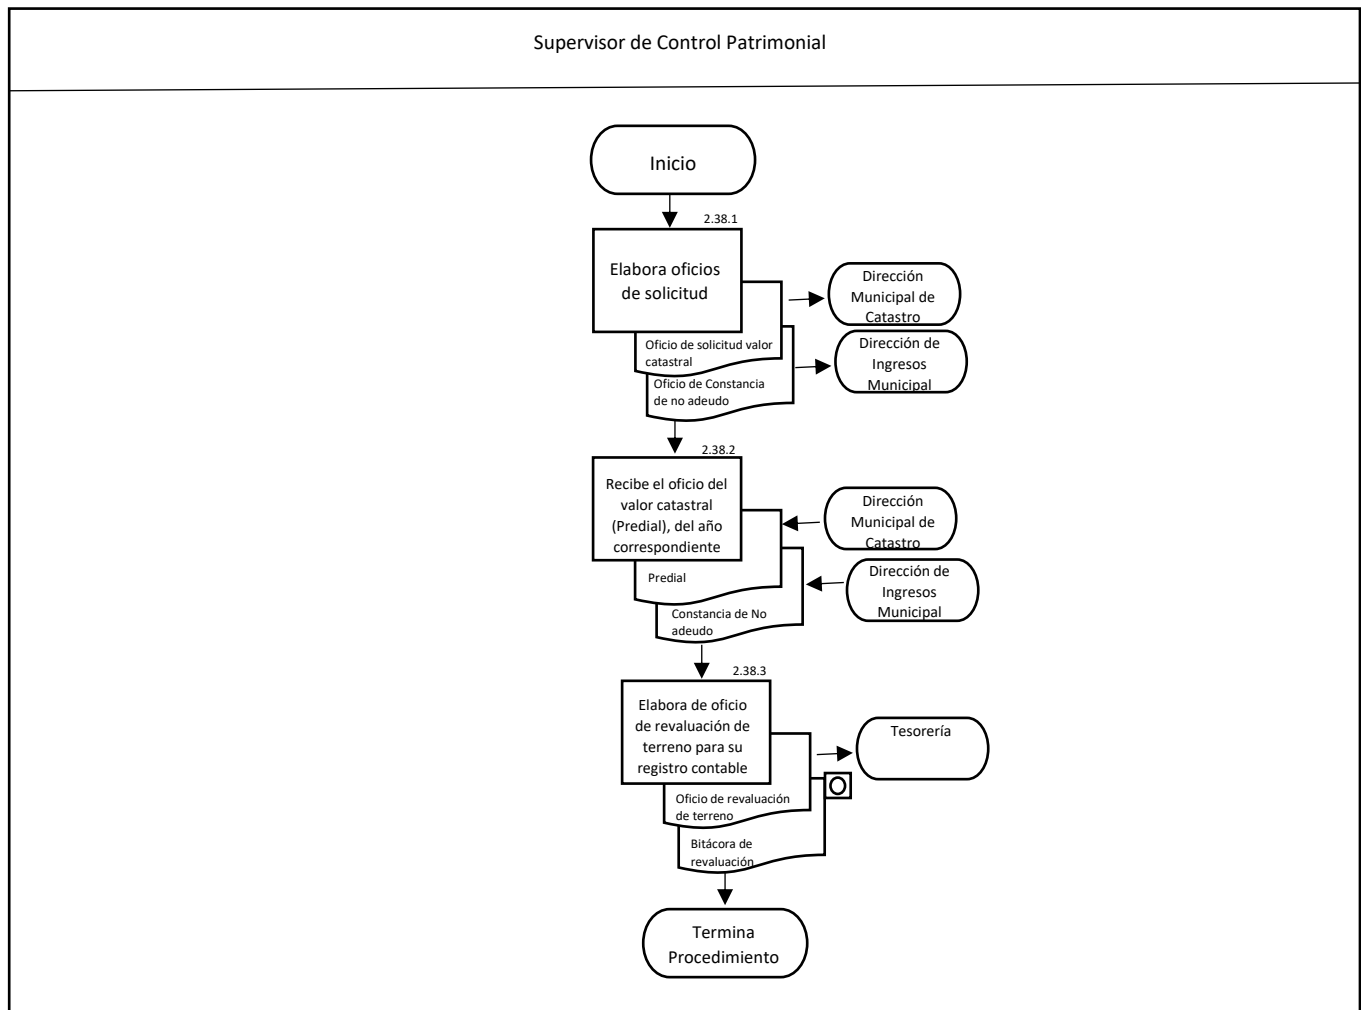 Supervisor de Control Patrimonial
Inicio
2.38.1
Elabora oficios
de solicitud
Dirección
Municipal de
Catastro
Oficio de solicitud valor
catastral
Dirección de
Ingresos
Municipal
Oficio de Constancia
de no adeudo
2.38.2
Recibe el oficio del
valor catastral
(Predial), del año
correspondiente
Dirección
Municipal de
Catastro
Predial
Dirección de
Ingresos
Municipal
Constancia de No
adeudo
2.38.3
Elabora de oficio
de revaluación de
terreno para su
registro contable
Tesorería
Oficio de revaluación
de terreno
Bitácora de
revaluación
Termina
Procedimiento